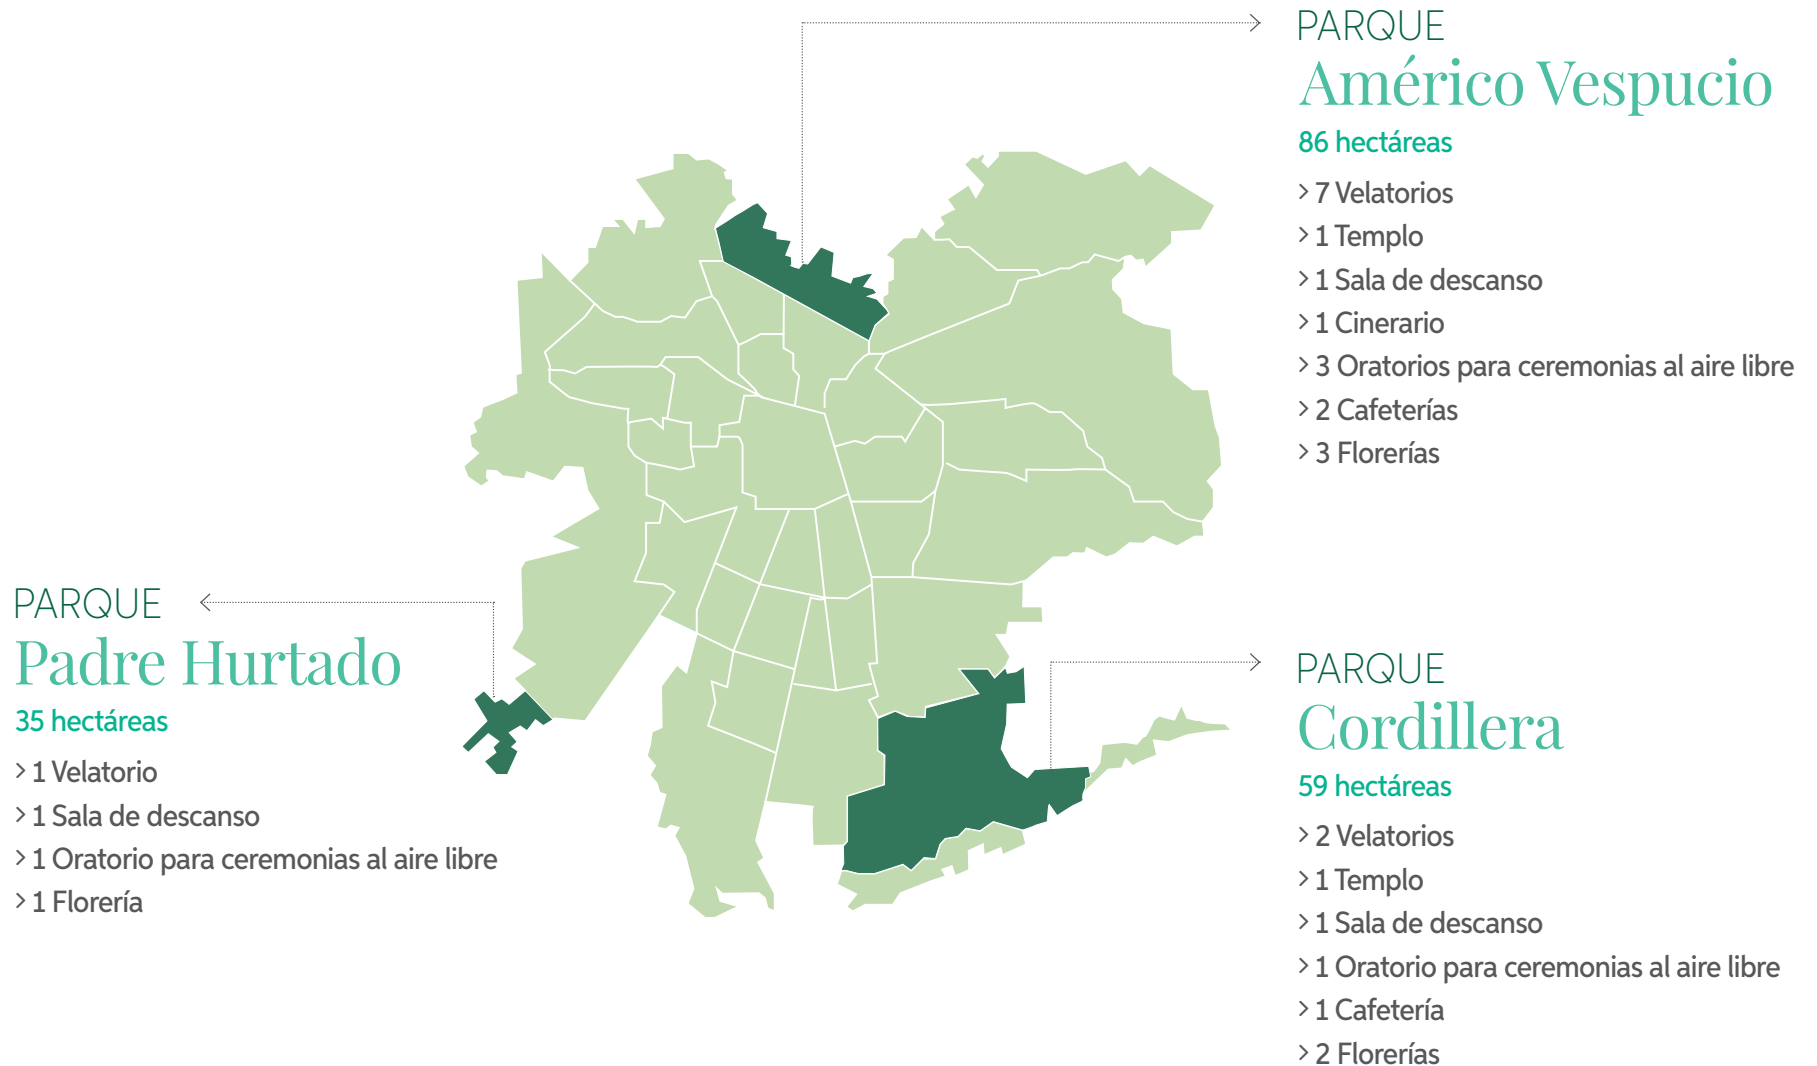 PARQUE
Américo Vespucio
86 hectáreas
> 7 Velatorios
> 1 Templo
> 1 Sala de descanso
> 1 Cinerario
> 3 Oratorios para ceremonias al aire libre
> 2 Cafeterías
> 3 Florerías
PARQUE
Padre Hurtado
35 hectáreas
> 1 Velatorio
> 1 Sala de descanso
> 1 Oratorio para ceremonias al aire libre
> 1 Florería
PARQUE
Cordillera
59 hectáreas
> 2 Velatorios
> 1 Templo
> 1 Sala de descanso
> 1 Oratorio para ceremonias al aire libre
> 1 Cafetería
> 2 Florerías